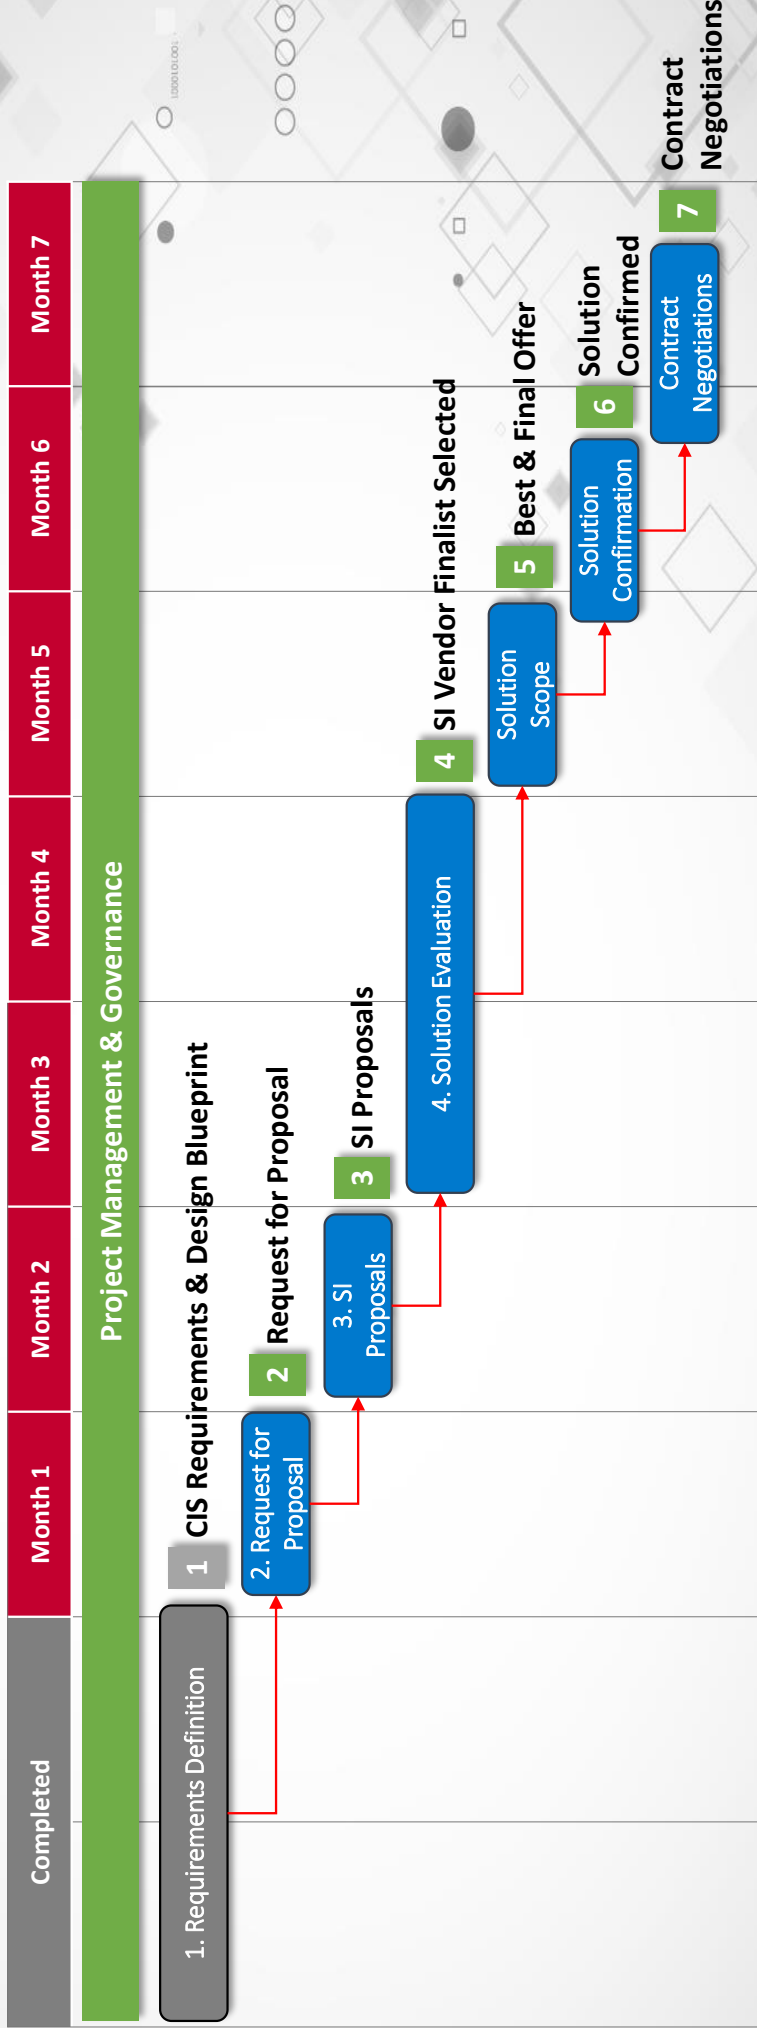 Completed
Month 1
Month 2
Month 3
Month 4
Month 5
Month 6
Month 7
Project Management & Governance
1. Requirements Definition
1
CIS Requirements & Design Blueprint
2. Request for
Proposal
2
Request for Proposal
3. SI
Proposals
3
SI Proposals
4. Solution Evaluation
4
SI Vendor Finalist Selected
Solution
Scope
5
Best & Final Offer
Solution
Confirmation
6
Solution
Confirmed
Contract
Negotiations
7
Contract
Negotiations